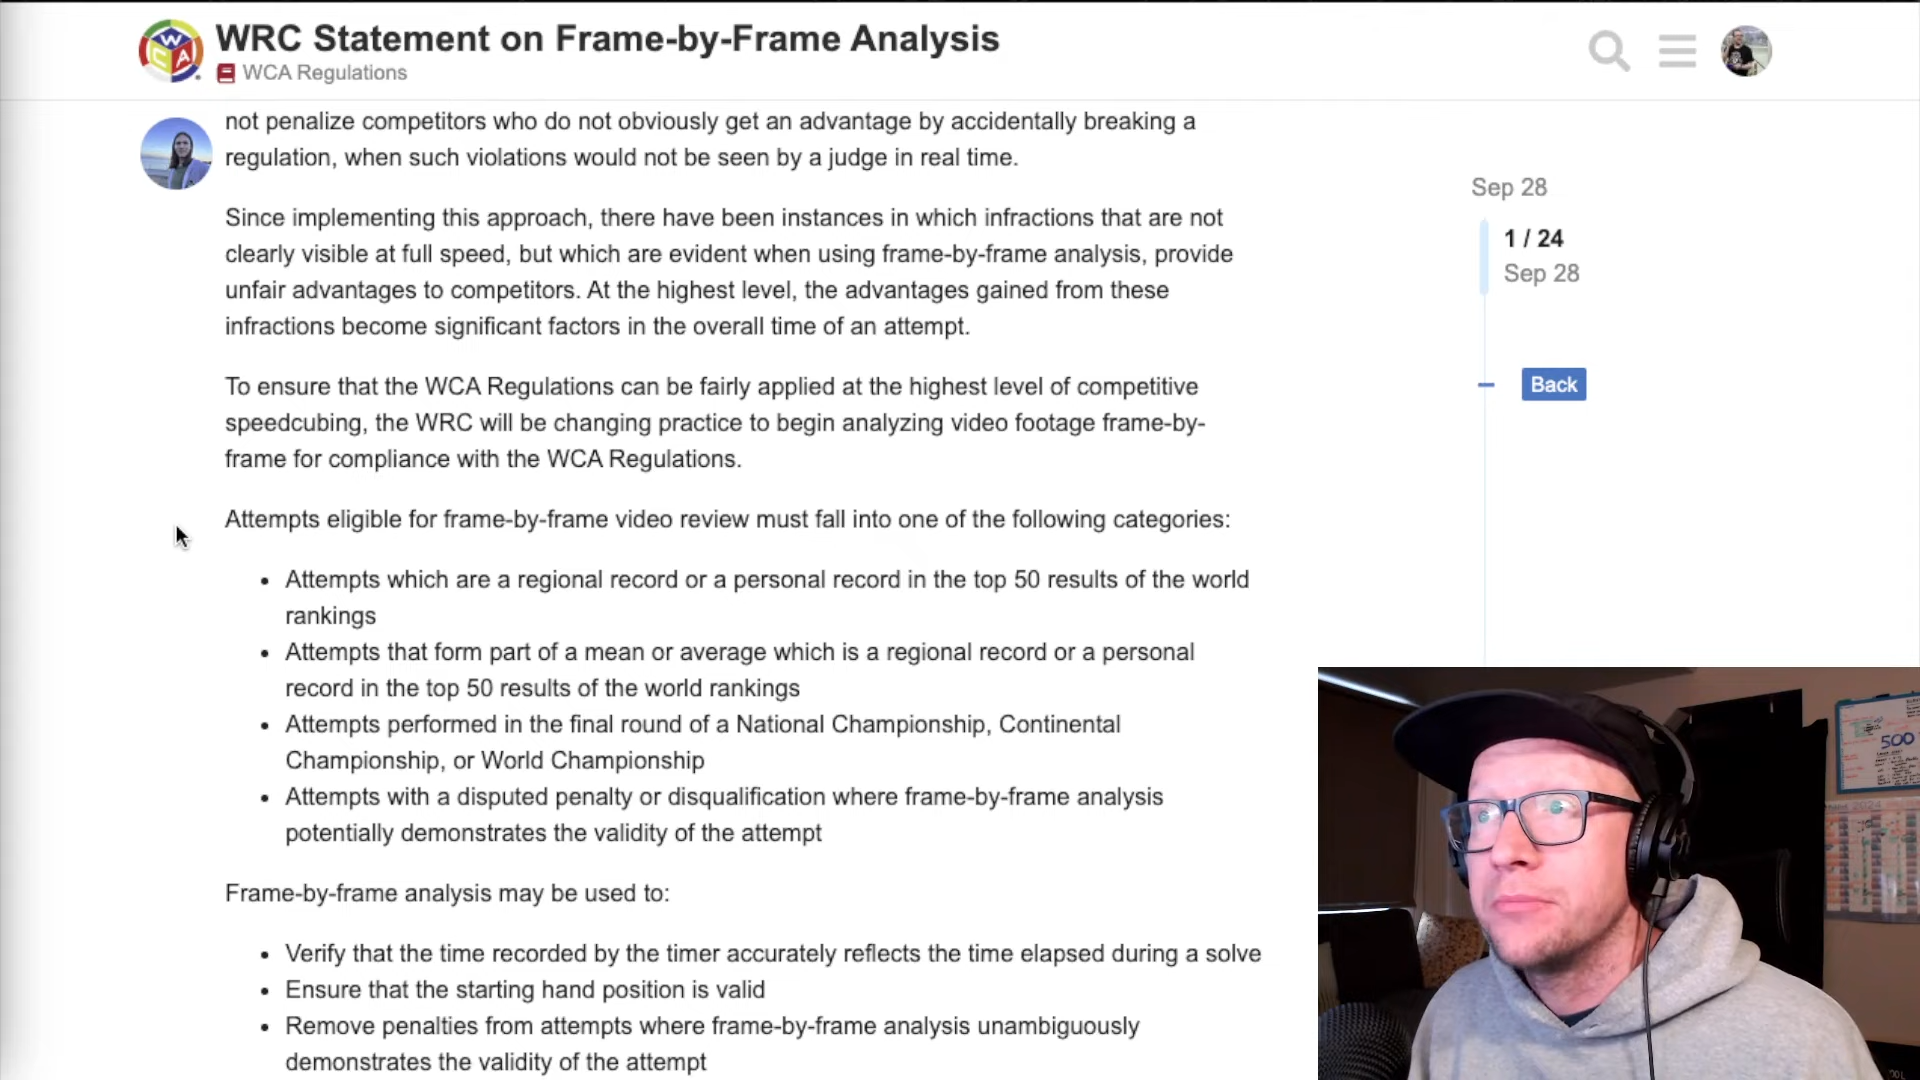 WRC Statement on Frame-by-Frame Analysis
WCA Regulations
not penalize competitors who do not obviously get an advantage by accidentally breaking a
regulation, when such violations would not be seen by a judge in real time.
Since implementing this approach, there have been instances in which infractions that are not
clearly visible at full speed, but which are evident when using frame-by-frame analysis, provide
unfair advantages to competitors. At the highest level, the advantages gained from these
infractions become significant factors in the overall time of an attempt.
To ensure that the WCA Regulations can be fairly applied at the highest level of competitive
speedcubing, the WRC will be changing practice to begin analyzing video footage frame-by-
frame for compliance with the WCA Regulations.
Attempts eligible for frame-by-frame video review must fall into one of the following categories:
• Attempts which are a regional record or a personal record in the top 50 results of the world
rankings
• Attempts that form part of a mean or average which is a regional record or a personal
record in the top 50 results of the world rankings
• Attempts performed in the final round of a National Championship, Continental
Championship, or World Championship
• Attempts with a disputed penalty or disqualification where frame-by-frame analysis
potentially demonstrates the validity of the attempt
Frame-by-frame analysis may be used to:
• Verify that the time recorded by the timer accurately reflects the time elapsed during a solve
• Ensure that the starting hand position is valid
• Remove penalties from attempts where frame-by-frame analysis unambiguously
demonstrates the validity of the attempt
Sep 28
1 / 24
Sep 28
Back
WCA
500
2024